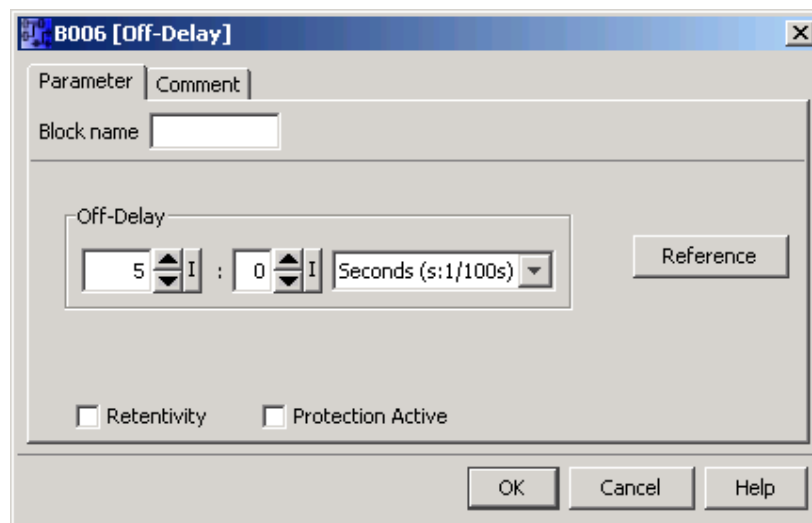 B006 [Off-Delay]
Parameter Comment
Block name
Off-Delay
5 I : 0 I Seconds (s:1/100s)
Reference
Retentivity Protection Active
OK Cancel Help